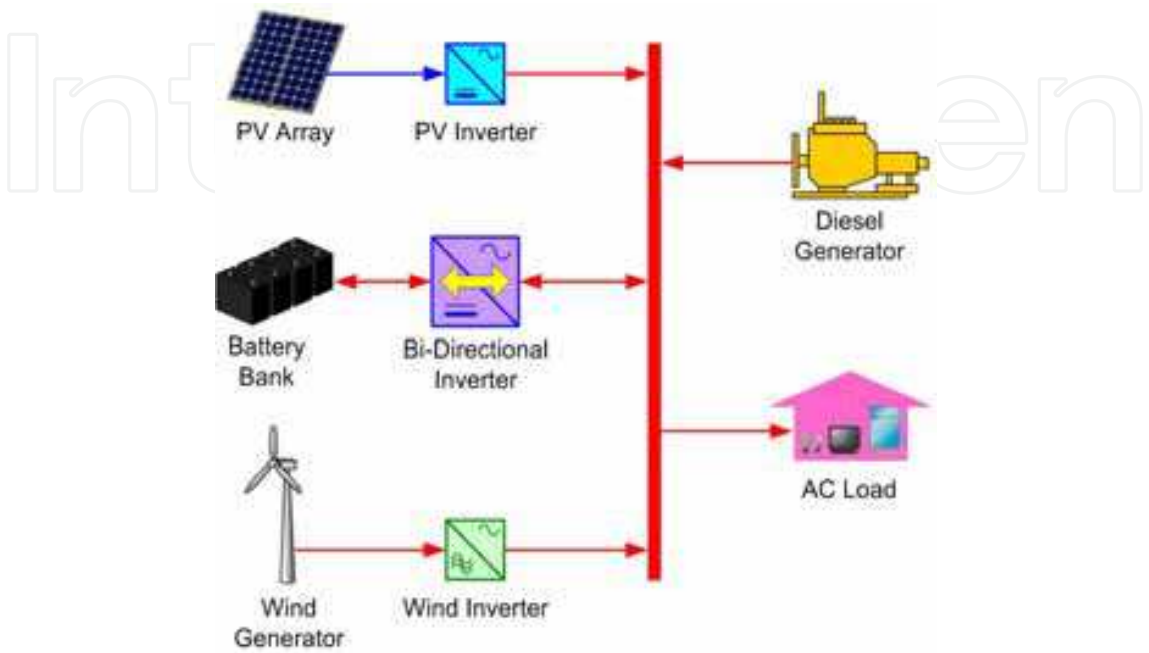 PV Array
PV Inverter
Diesel
Generator
Battery
Bank
Bi-Directional
Inverter
AC Load
Wind
Generator
Wind Inverter